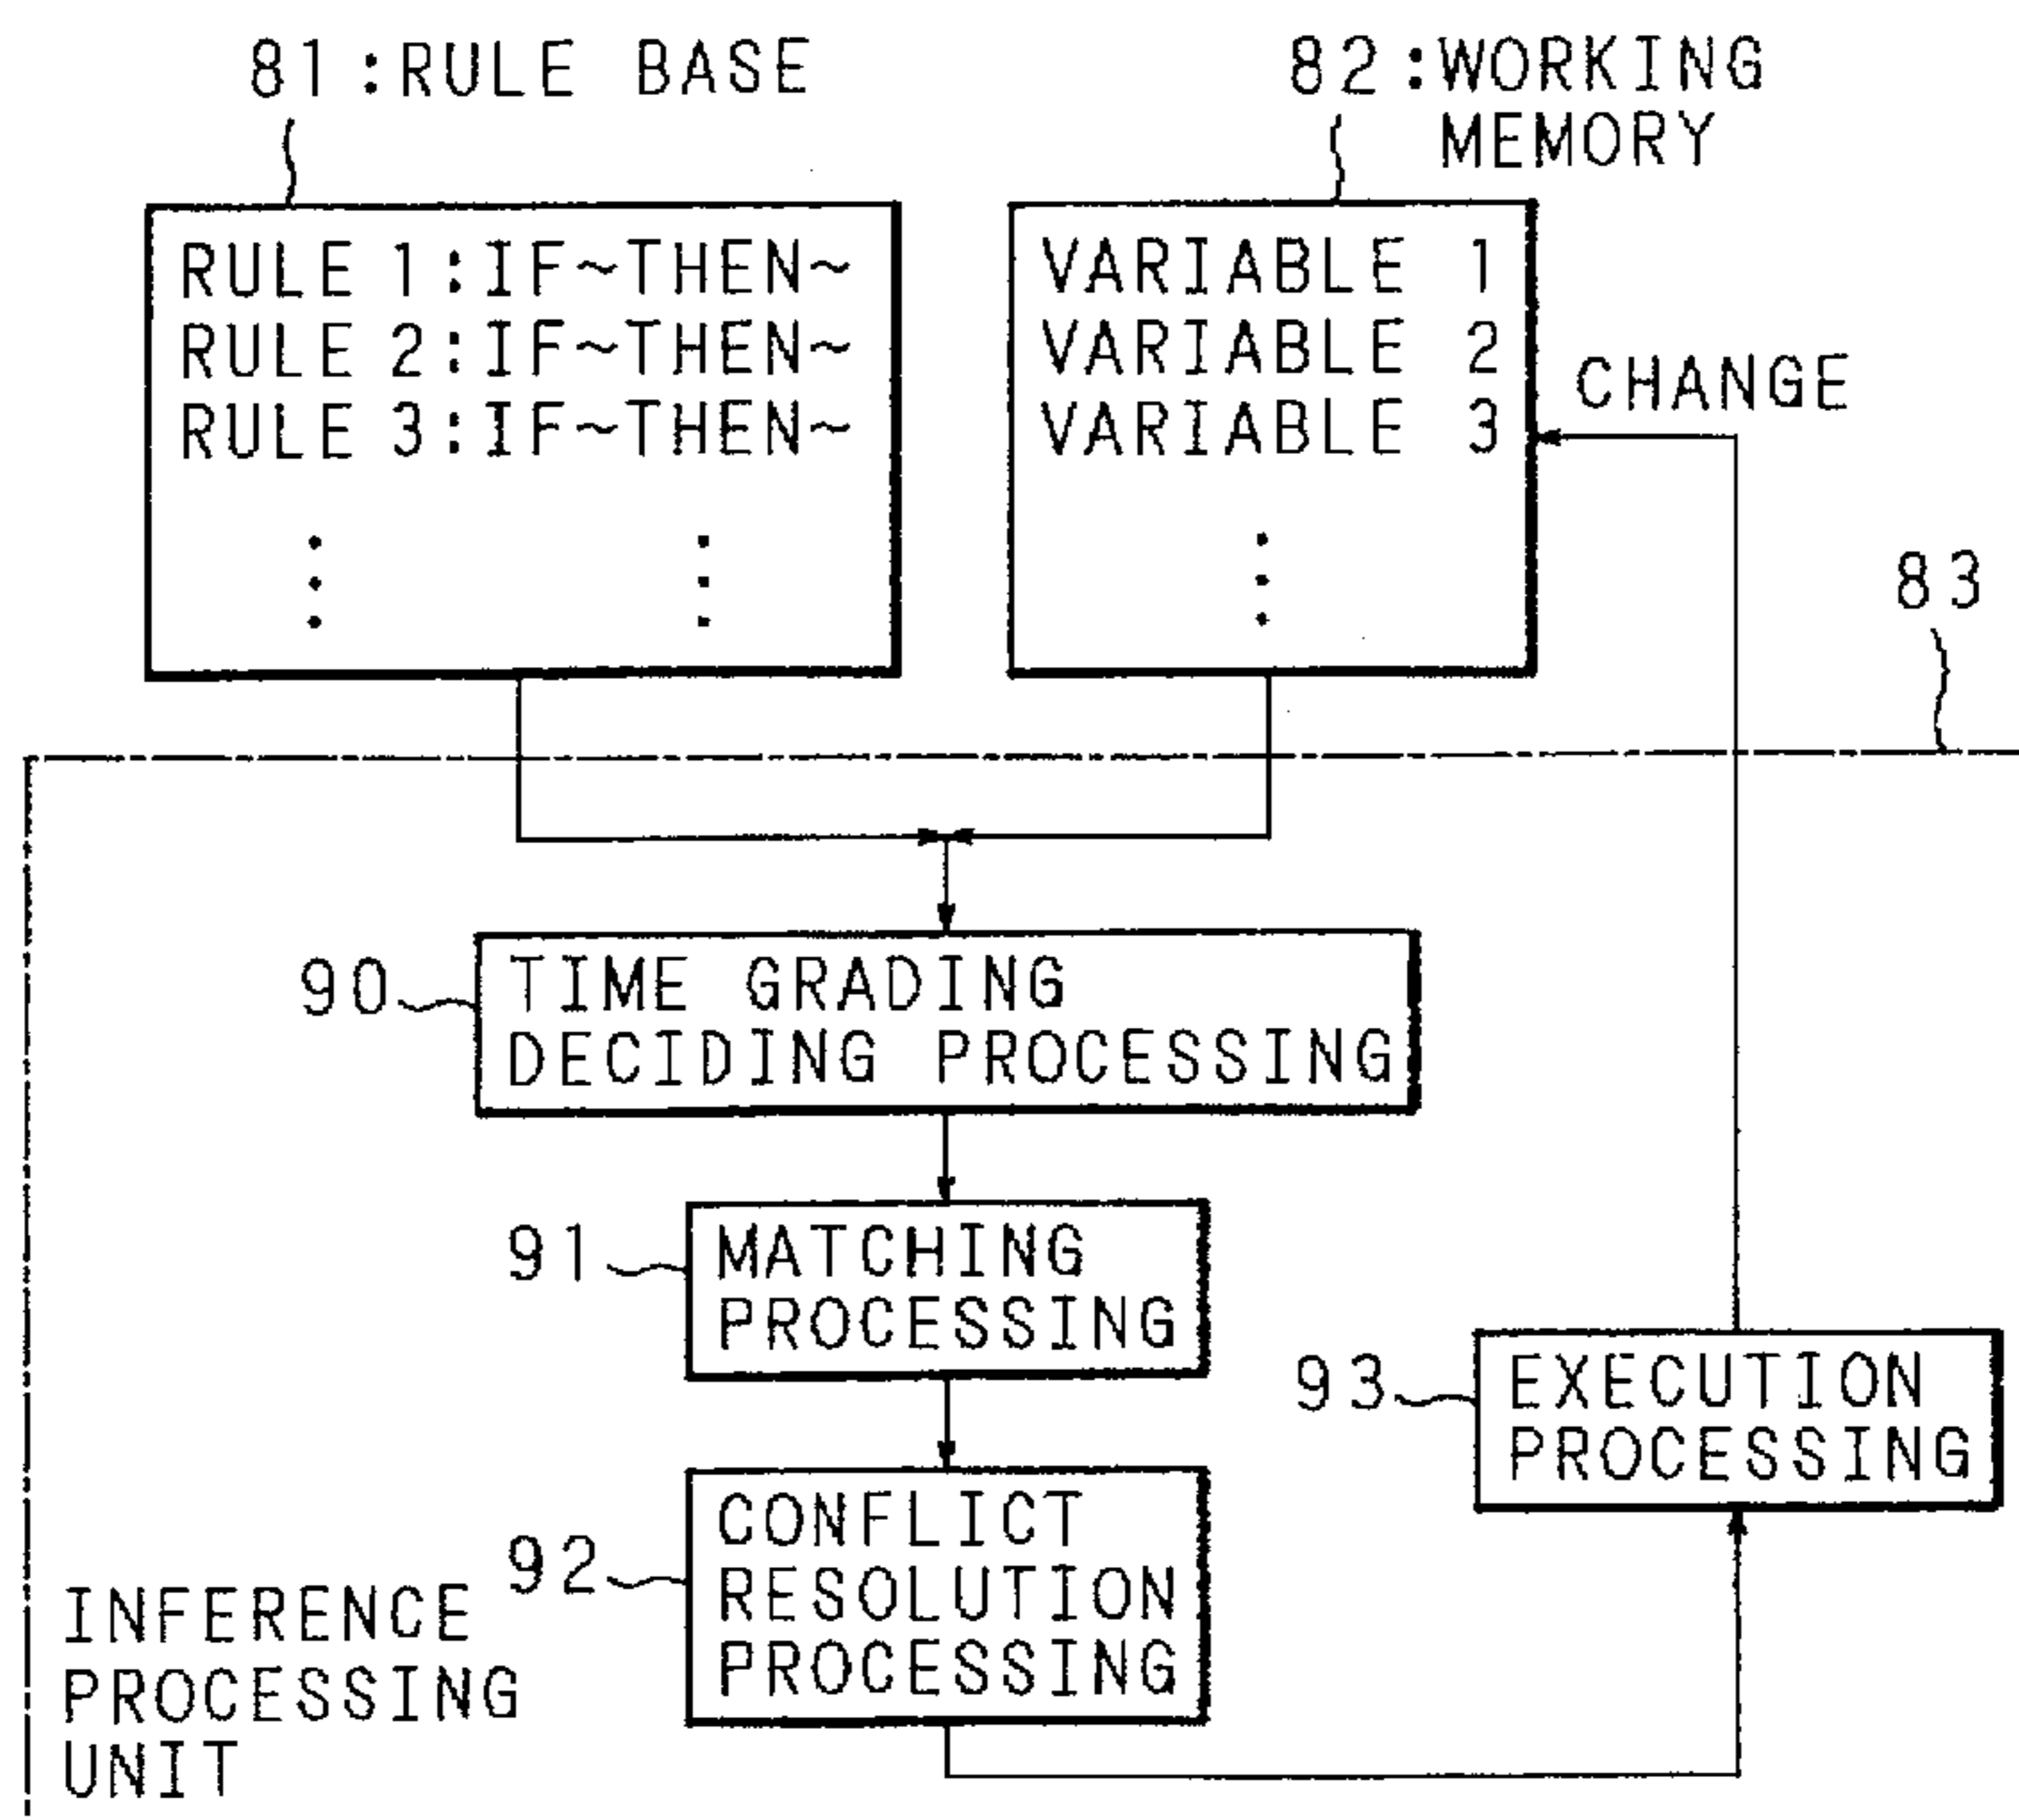 81:RULE BASE
RULE 1:IF~THEN~
RULE 2:IF~THEN~
RULE 3:IF~THEN~
82:WORKING
MEMORY
VARIABLE 1
VARIABLE 2
VARIABLE 3
CHANGE
83
90
TIME GRADING
DECIDING PROCESSING
91
MATCHING
PROCESSING
92
CONFLICT
RESOLUTION
PROCESSING
93
EXECUTION
PROCESSING
INFERENCE
PROCESSING
UNIT